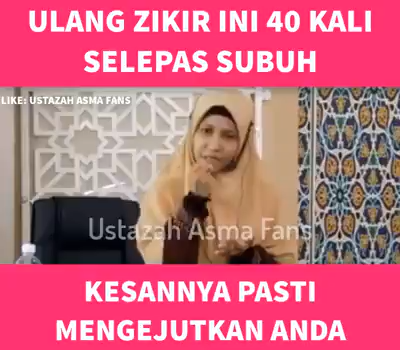 ULANG ZIKIR INI 40 KALI
SELEPAS SUBUH
LIKE: USTAZAH ASMA FANS
Ustazah Asma Fans
KESANNYA PASTI
MENGEJUTKAN ANDA